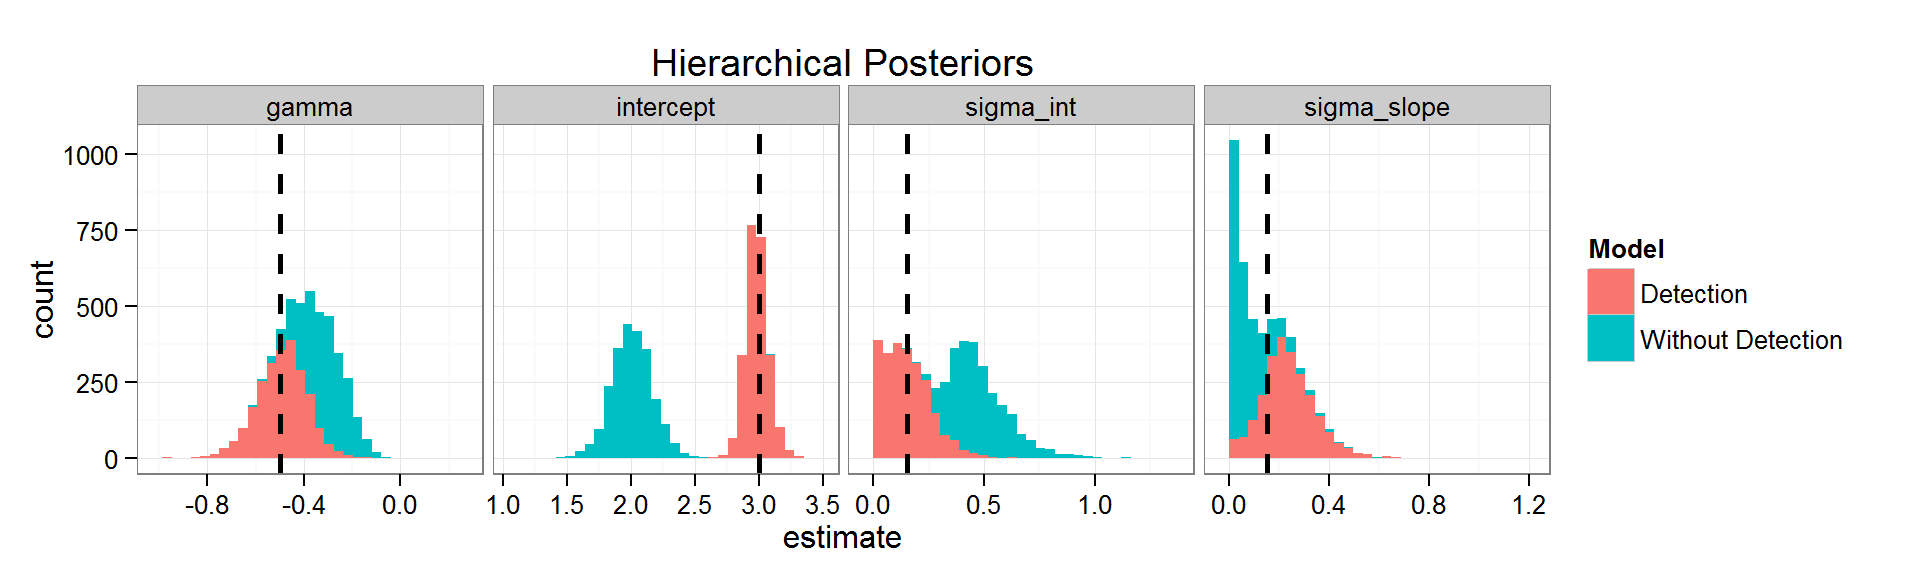 Hierarchical Posteriors
gamma
intercept
sigma_int
sigma_slope
count
1000
750
500
250
0
-0.8 -0.4 0.0
1.0 1.5 2.0 2.5 3.0 3.5
0.0 0.5 1.0
0.0 0.4 0.8 1.2
estimate
Model
Detection
Without Detection